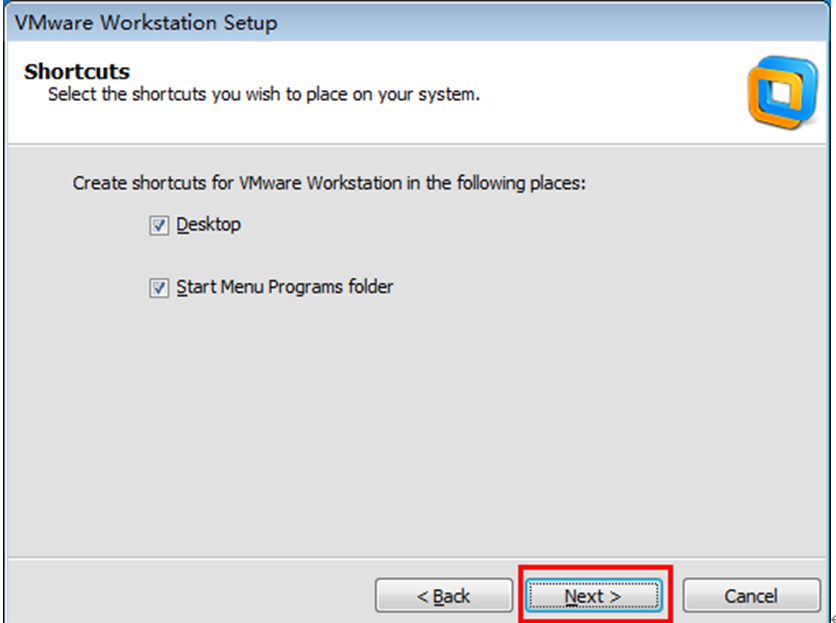 VMware Workstation Setup
Shortcuts
Select the shortcuts you wish to place on your system.
Create shortcuts for VMware Workstation in the following places:
Desktop
Start Menu Programs folder
< Back
Next >
Cancel